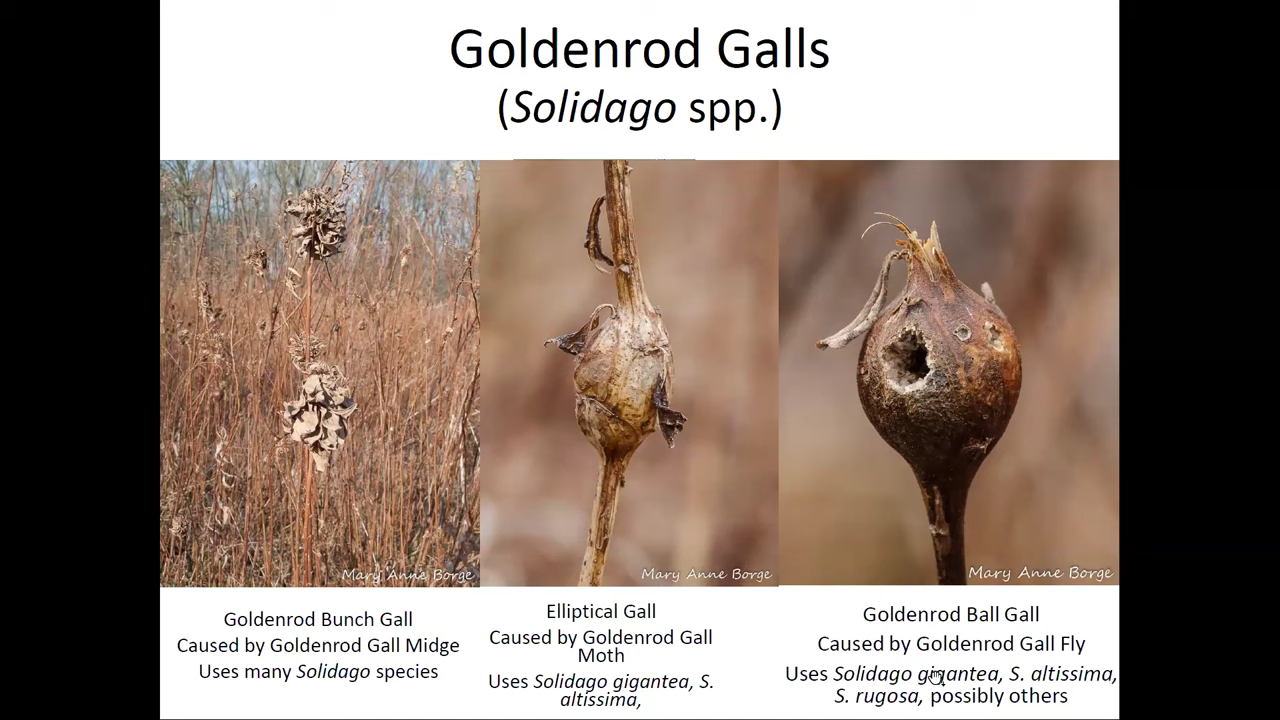 Goldenrod Galls
(Solidago spp.)
Mary Anne Borge
Mary Anne Borge
Mary Anne Borge
Goldenrod Bunch Gall
Caused by Goldenrod Gall Midge
Uses many Solidago species
Elliptical Gall
Caused by Goldenrod Gall
Moth
Uses Solidago gigantea, S.
altissima,
Goldenrod Ball Gall
Caused by Goldenrod Gall Fly
Uses Solidago gigantea, S. altissima,
S. rugosa, possibly others